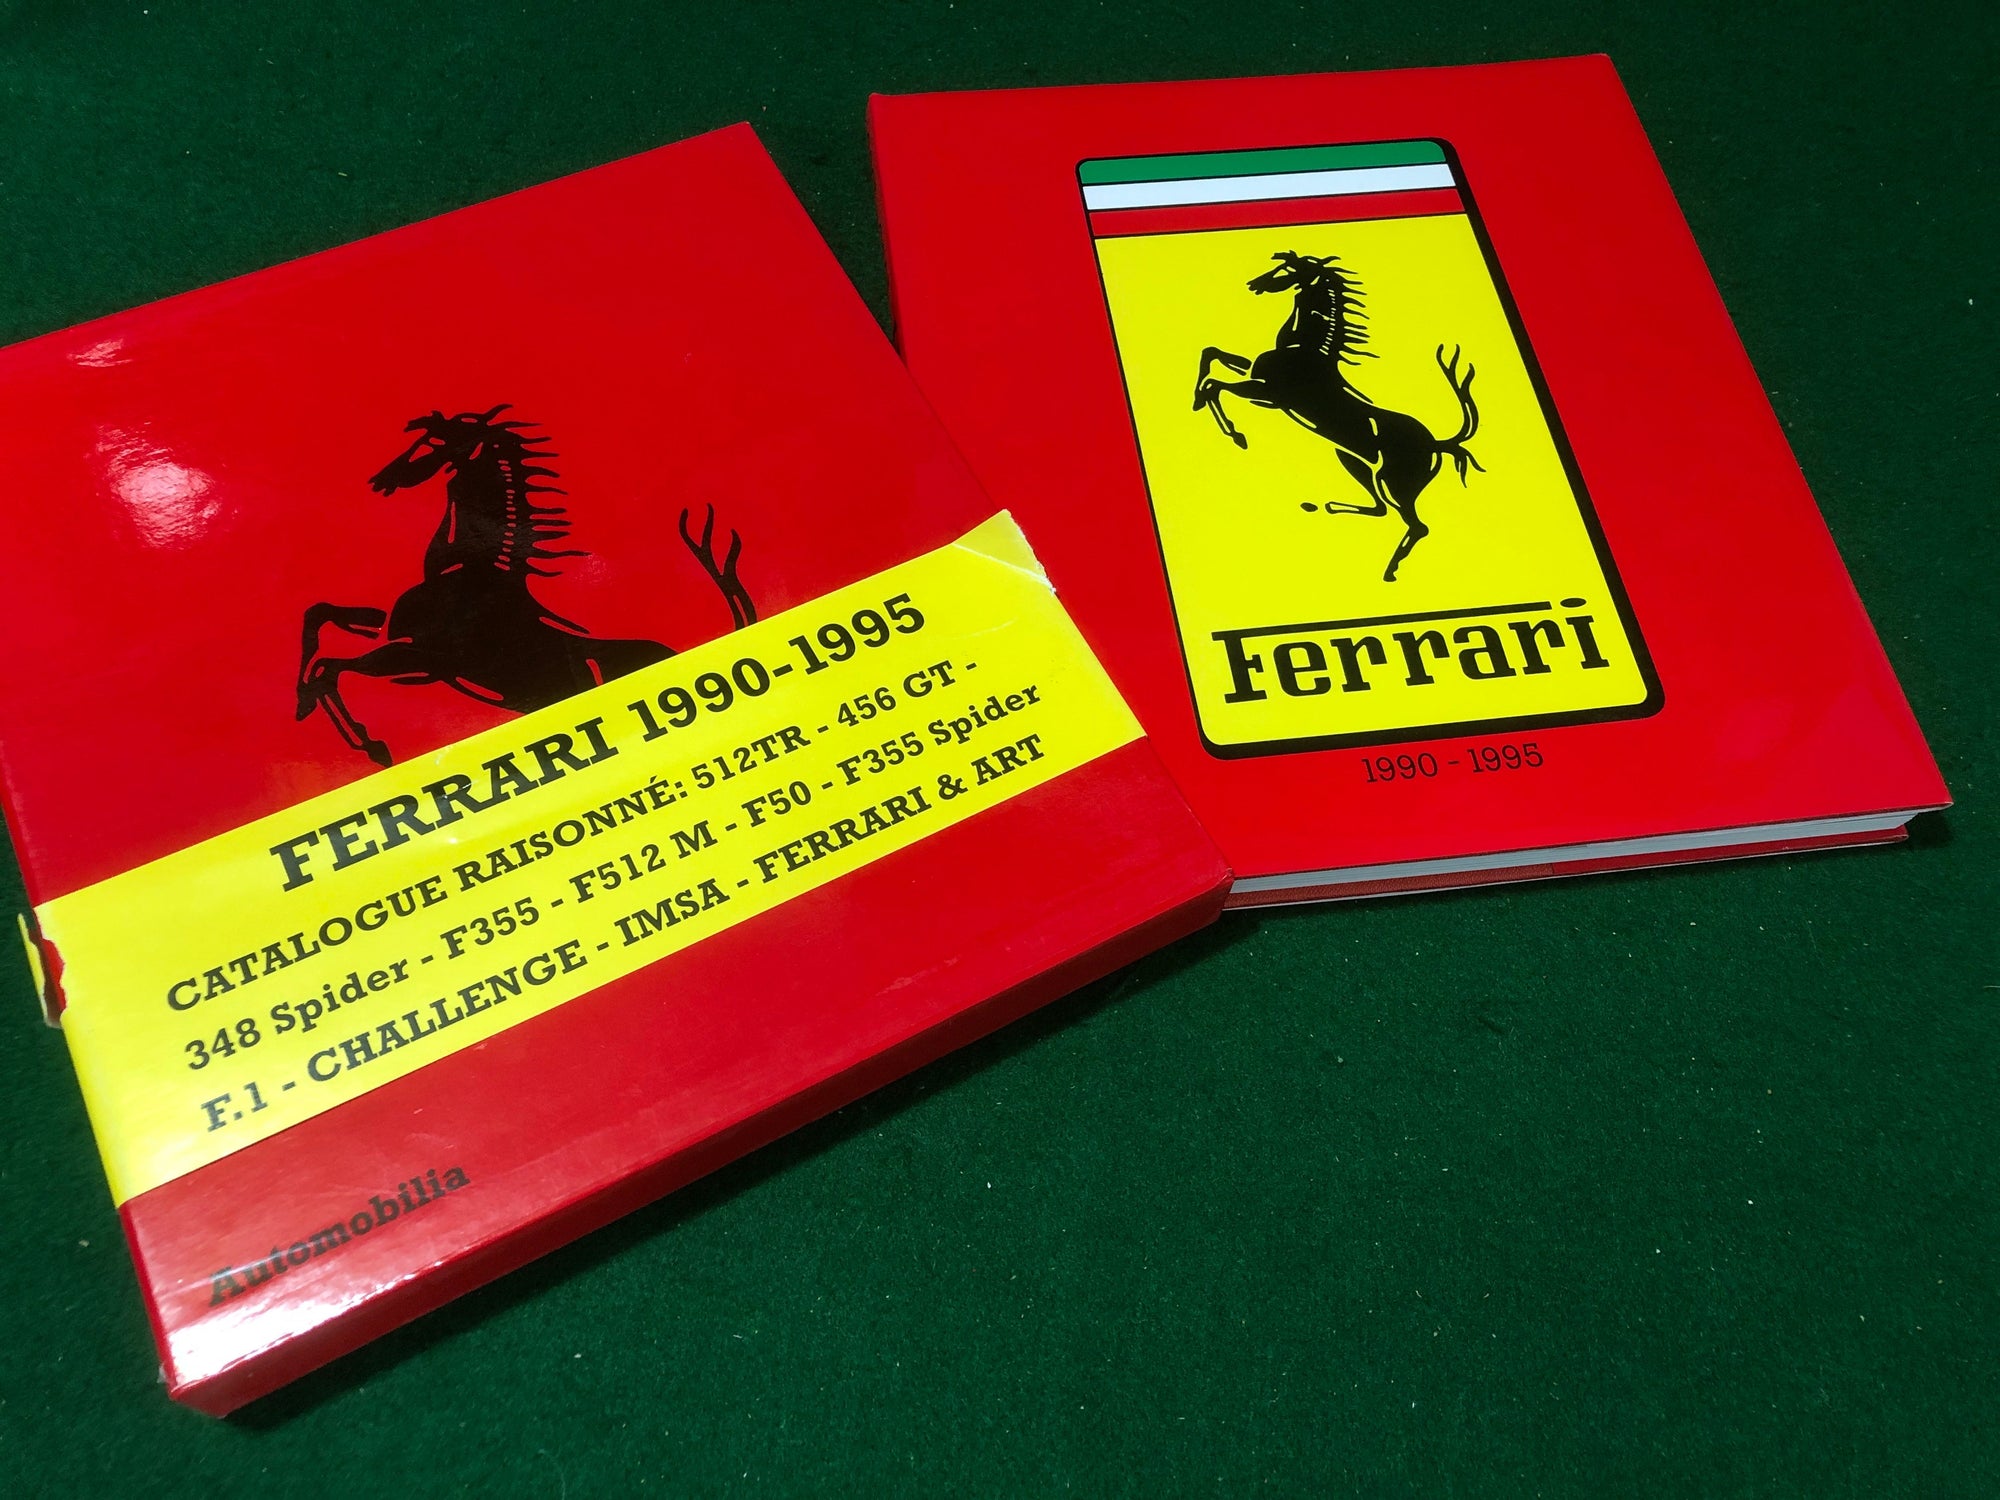 FERRARI 1990-1995
CATALOGUE RAISONNÉ: 512TR - 456 GT -
348 Spider - F355 - F512 M - F50 - F355 Spider
F.1 - CHALLENGE - IMSA - FERRARI & ART
Automobilia
Ferrari
1990 - 1995